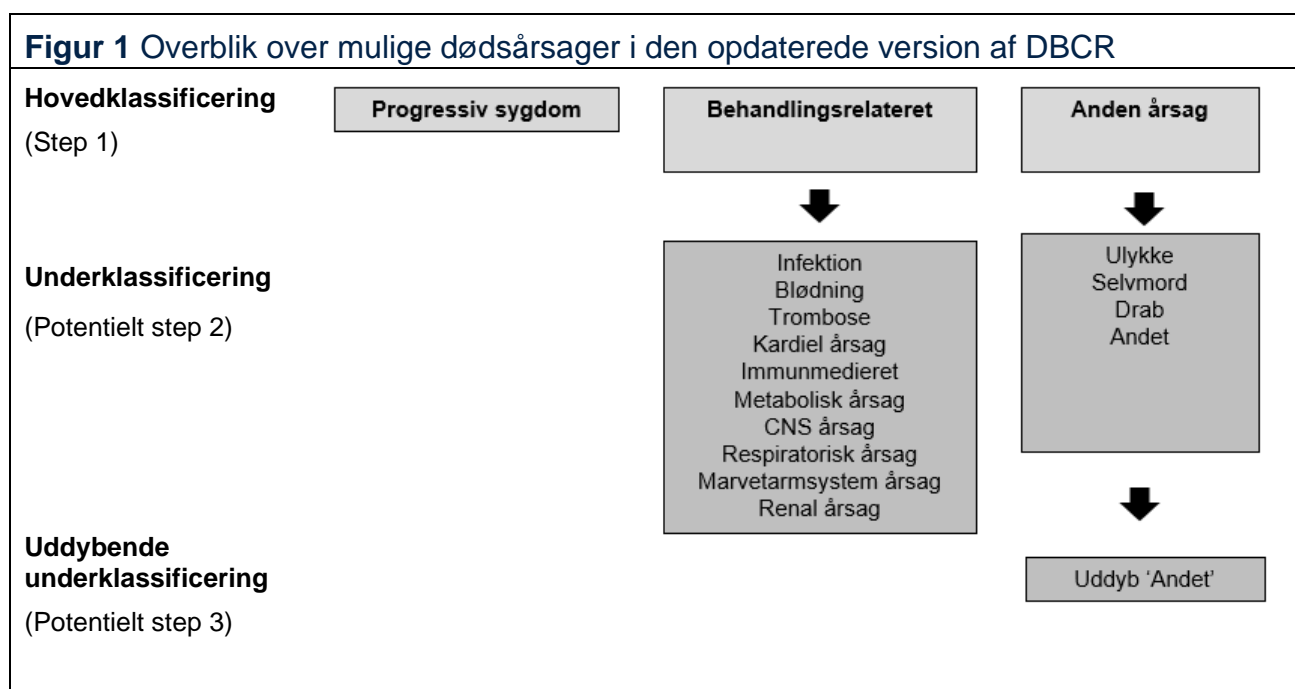 Figur 1 Overblik over mulige dødsårsager i den opdaterede version af DBCR
Hovedklassificering
(Step 1)
Progressiv sygdom
Behandlingsrelateret
Anden årsag
Underklassificering
(Potentielt step 2)
Infektion
Blødning
Trombose
Kardiel årsag
Immunmedieret
Metabolisk årsag
CNS årsag
Respiratorisk årsag
Marvetarmsystem årsag
Renal årsag
Ulykke
Selvmord
Drab
Andet
Uddybende
underklassificering
(Potentielt step 3)
Uddyb ‘Andet’